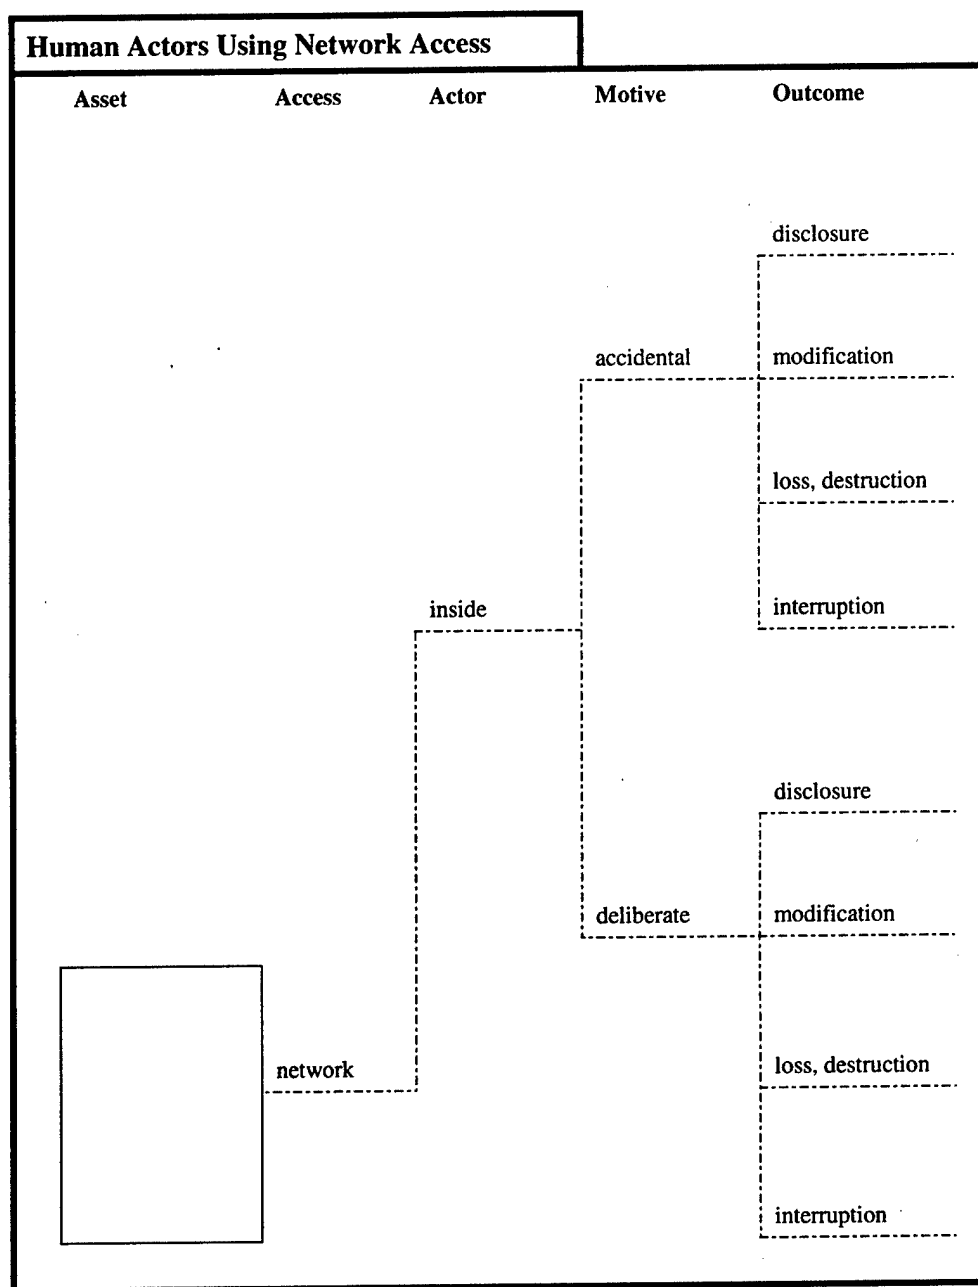 Human Actors Using Network Access
Asset Access Actor Motive Outcome
disclosure
accidental modification
loss, destruction
inside interruption
disclosure
deliberate modification
network loss, destruction
interruption